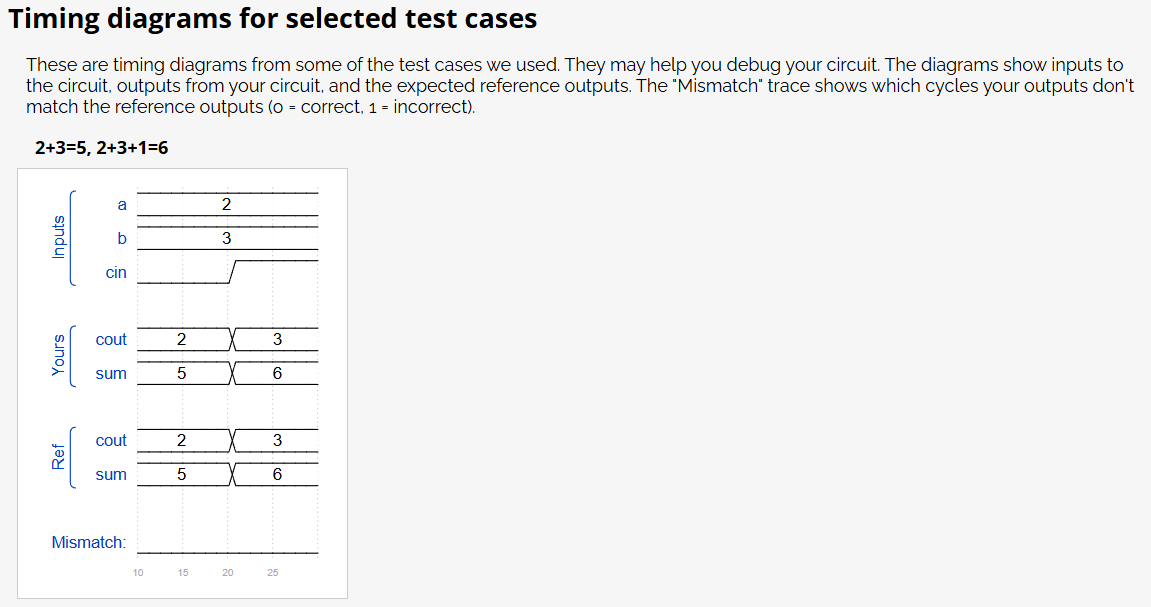 Timing diagrams for selected test cases
These are timing diagrams from some of the test cases we used. They may help you debug your circuit. The diagrams show inputs to
the circuit, outputs from your circuit, and the expected reference outputs. The "Mismatch" trace shows which cycles your outputs don't
match the reference outputs (0 = correct, 1 = incorrect).
2+3=5, 2+3+1=6
Inputs
a 2
b 3
cin
Yours
cout 2 3
sum 5 6
Ref
cout 2 3
sum 5 6
Mismatch:
10 15 20 25